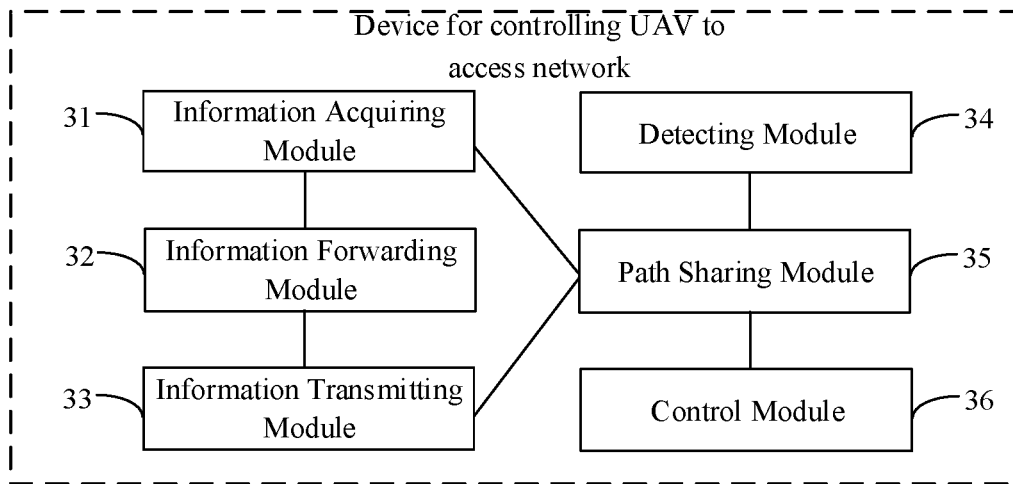 Device for controlling UAV to
access network
31
Information Acquiring
Module
32
Information Forwarding
Module
33
Information Transmitting
Module
Detecting Module
34
Path Sharing Module
35
Control Module
36